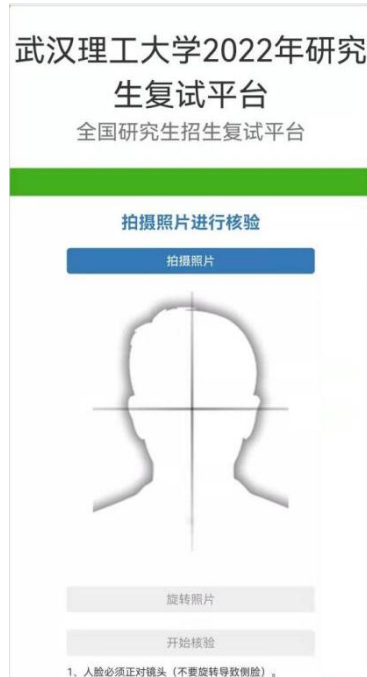 武汉理工大学2022年研究
生复试平台
全国研究生招生复试平台
拍摄照片进行核验
拍摄照片
旋转照片
开始核验
1、人脸必须正对镜头（不要旋转导致侧脸）。